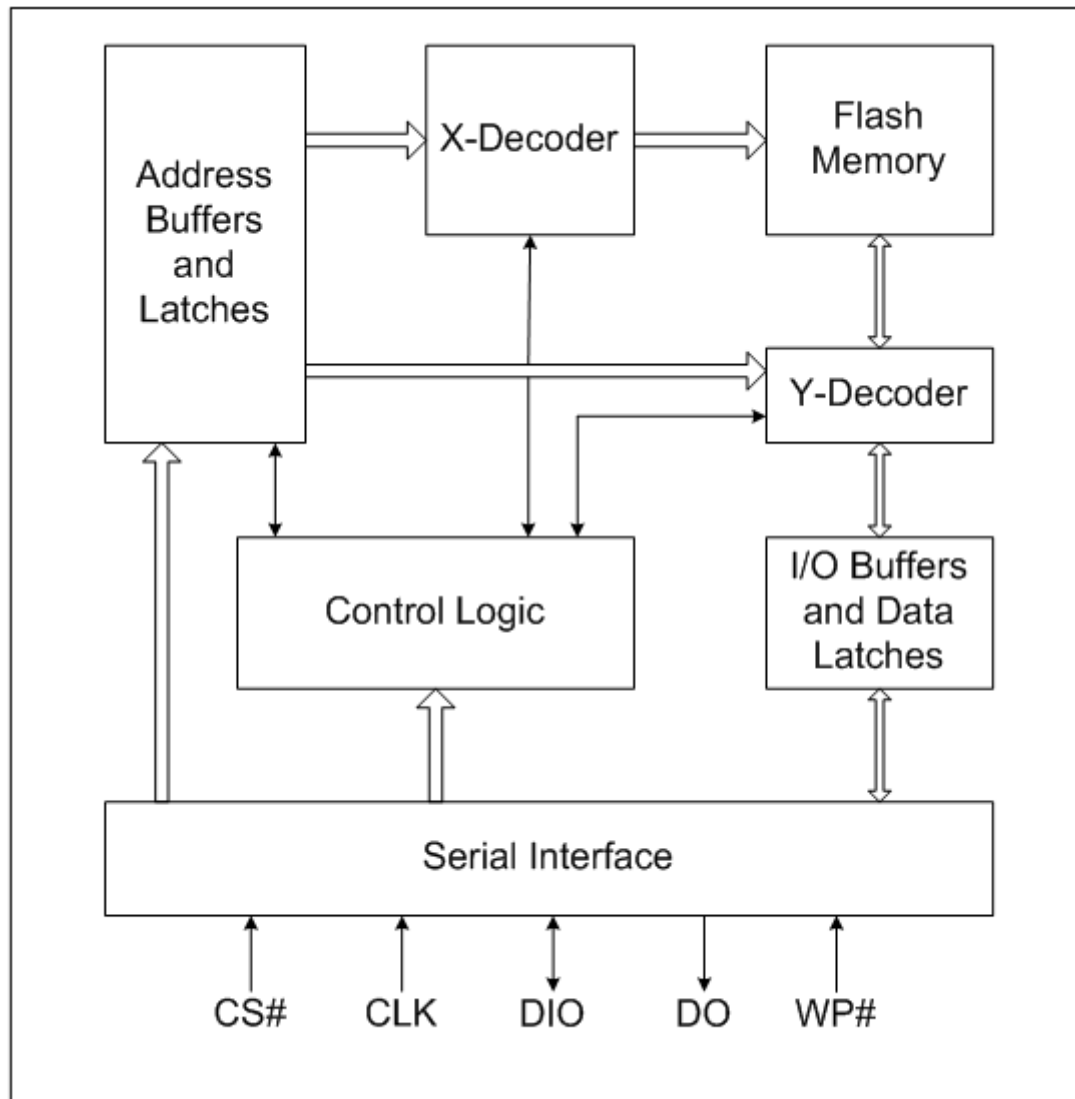 Address
Buffers
and
Latches
X-Decoder
Flash
Memory
Y-Decoder
Control Logic
I/O Buffers
and Data
Latches
Serial Interface
CS#
CLK
DIO
DO
WP#